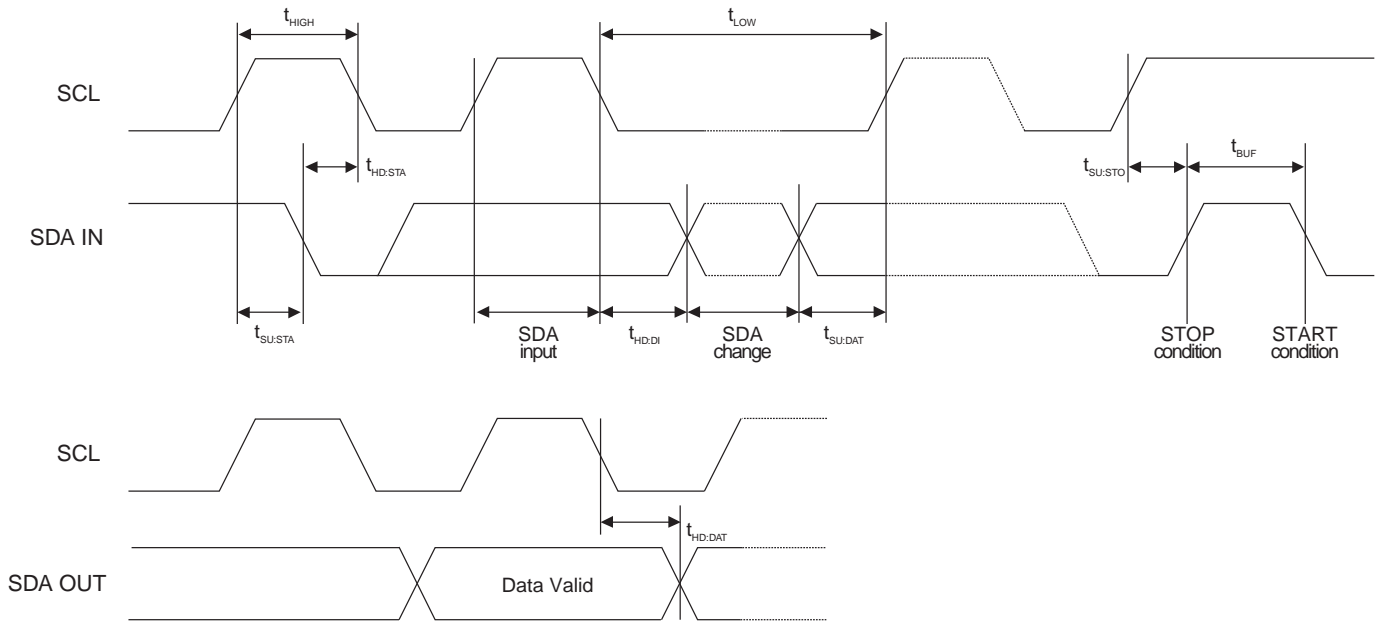 tHIGH
tLOW
SCL
tHD:STA
tSU:STO
tBUF
SDA IN
tSU:STA
SDA
input
tHD:DI
SDA
change
tSU:DAT
STOP
condition
START
condition
SCL
tHD:DAT
SDA OUT
Data Valid